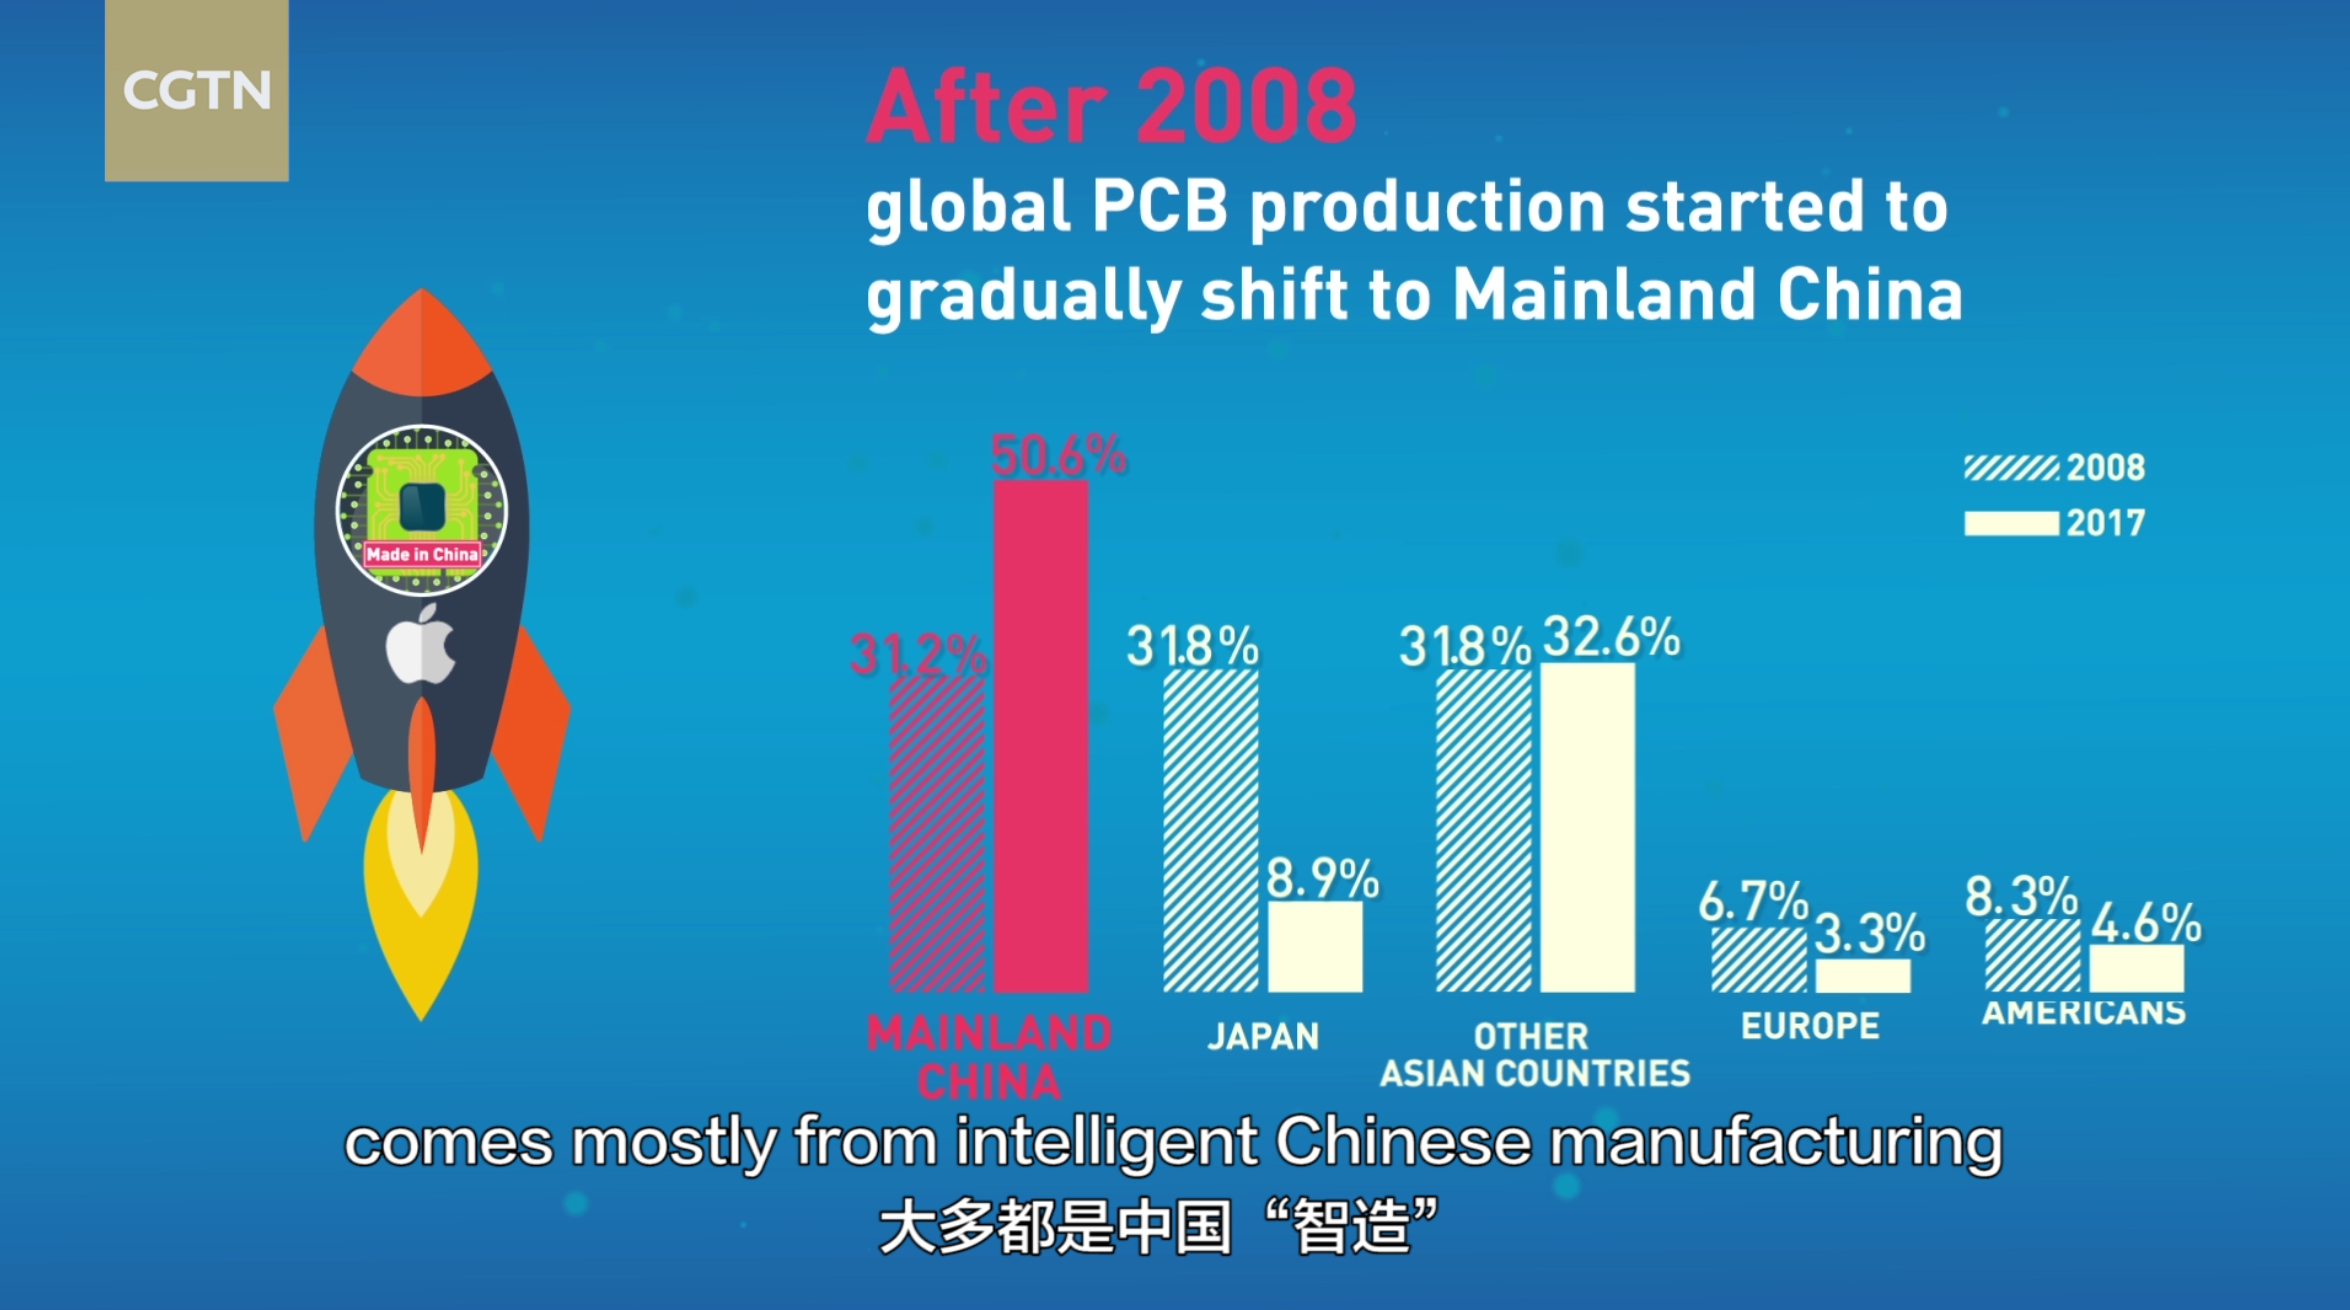 CGTN
After 2008
global PCB production started to
gradually shift to Mainland China
50.6%
2008
2017
31.2%
31.8%
31.8%
32.6%
8.9%
6.7%
3.3%
8.3%
4.6%
Made in China
MAINLAND
CHINA
JAPAN
OTHER
ASIAN COUNTRIES
EUROPE
AMERICANS
comes mostly from intelligent Chinese manufacturing
大多都是中国“智造”